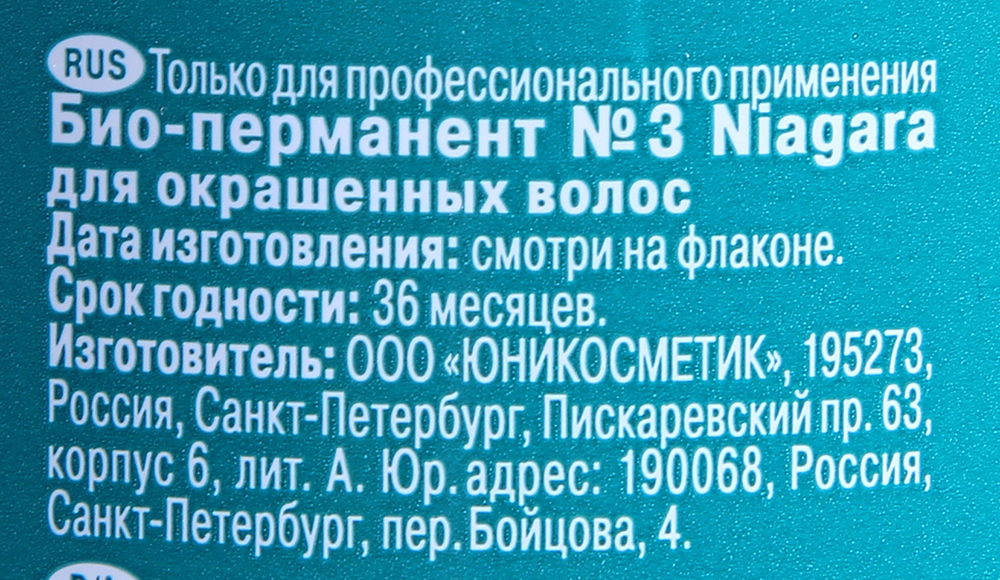 RUS Только для профессионального применения
Био-перманент №3 Niagara
для окрашенных волос
Дата изготовления: смотри на флаконе.
Срок годности: 36 месяцев.
Изготовитель: ООО «ЮНИКОСМЕТИК», 195273,
Россия, Санкт-Петербург, Пискаревский пр. 63,
корпус 6, лит. А. Юр. адрес: 190068, Россия,
Санкт-Петербург, пер. Бойцова, 4.